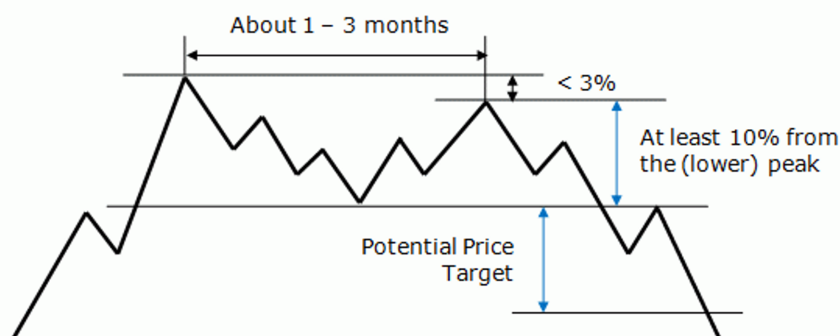 About 1 – 3 months
< 3%
At least 10% from
the (lower) peak
Potential Price
Target